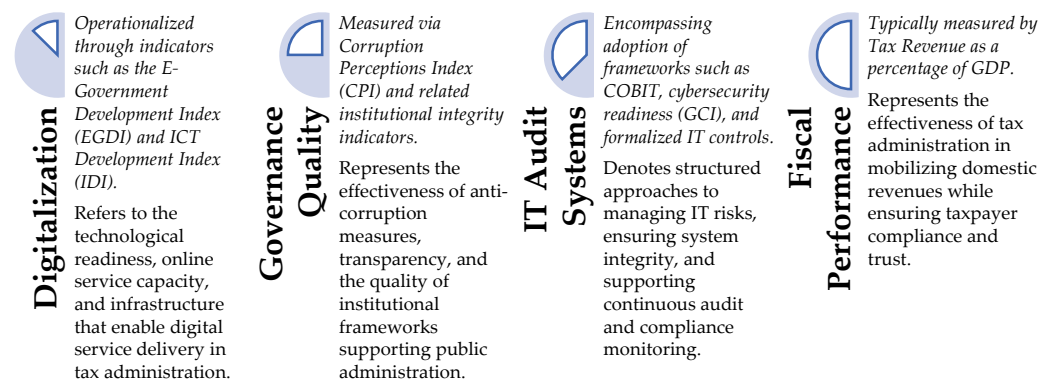 Digitalization
Operationalized
through indicators
such as the E-
Government
Development Index
(EGDI) and ICT
Development Index
(IDI).
Refers to the
technological
readiness, online
service capacity,
and infrastructure
that enable digital
service delivery in
tax administration.
Governance
Quality
Measured via
Corruption
Perceptions Index
(CPI) and related
institutional integrity
indicators.
Represents the
effectiveness of anti-
corruption
measures,
transparency, and
the quality of
institutional
frameworks
supporting public
administration.
IT Audit
Systems
Encompassing
adoption of
frameworks such as
COBIT, cybersecurity
readiness (GCI), and
formalized IT controls.
Denotes structured
approaches to
managing IT risks,
ensuring system
integrity, and
supporting
continuous audit
and compliance
monitoring.
Fiscal
Performance
Typically measured by
Tax Revenue as a
percentage of GDP.
Represents the
effectiveness of tax
administration in
mobilizing domestic
revenues while
ensuring taxpayer
compliance and
trust.